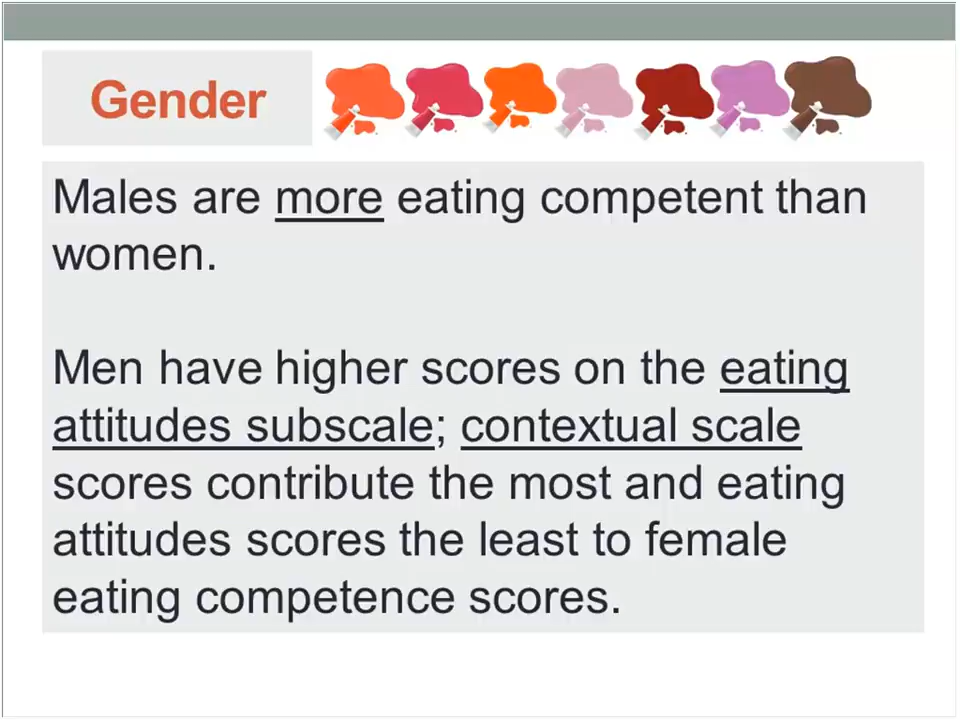 Gender
Males are more eating competent than
women.
Men have higher scores on the eating
attitudes subscale; contextual scale
scores contribute the most and eating
attitudes scores the least to female
eating competence scores.